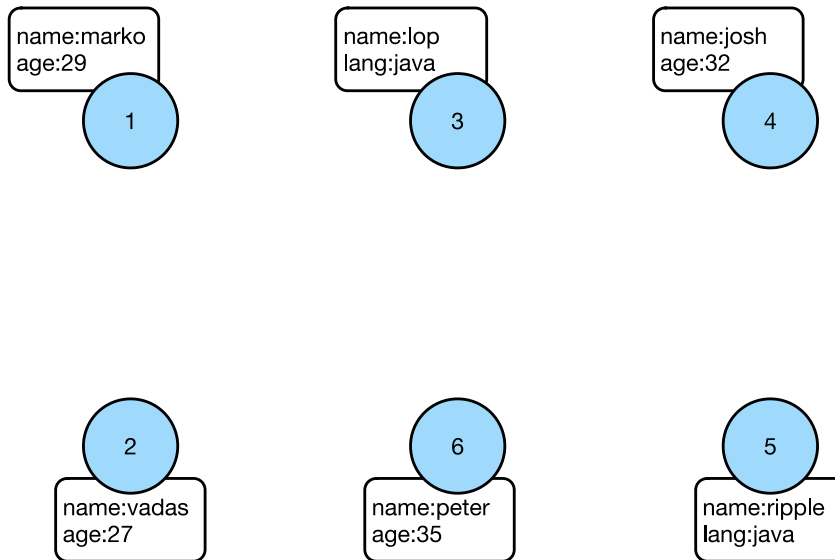 name:marko
age:29
1
name:lop
lang:java
3
name:josh
age:32
4
2
name:vadas
age:27
6
name:peter
age:35
5
name:ripple
lang:java